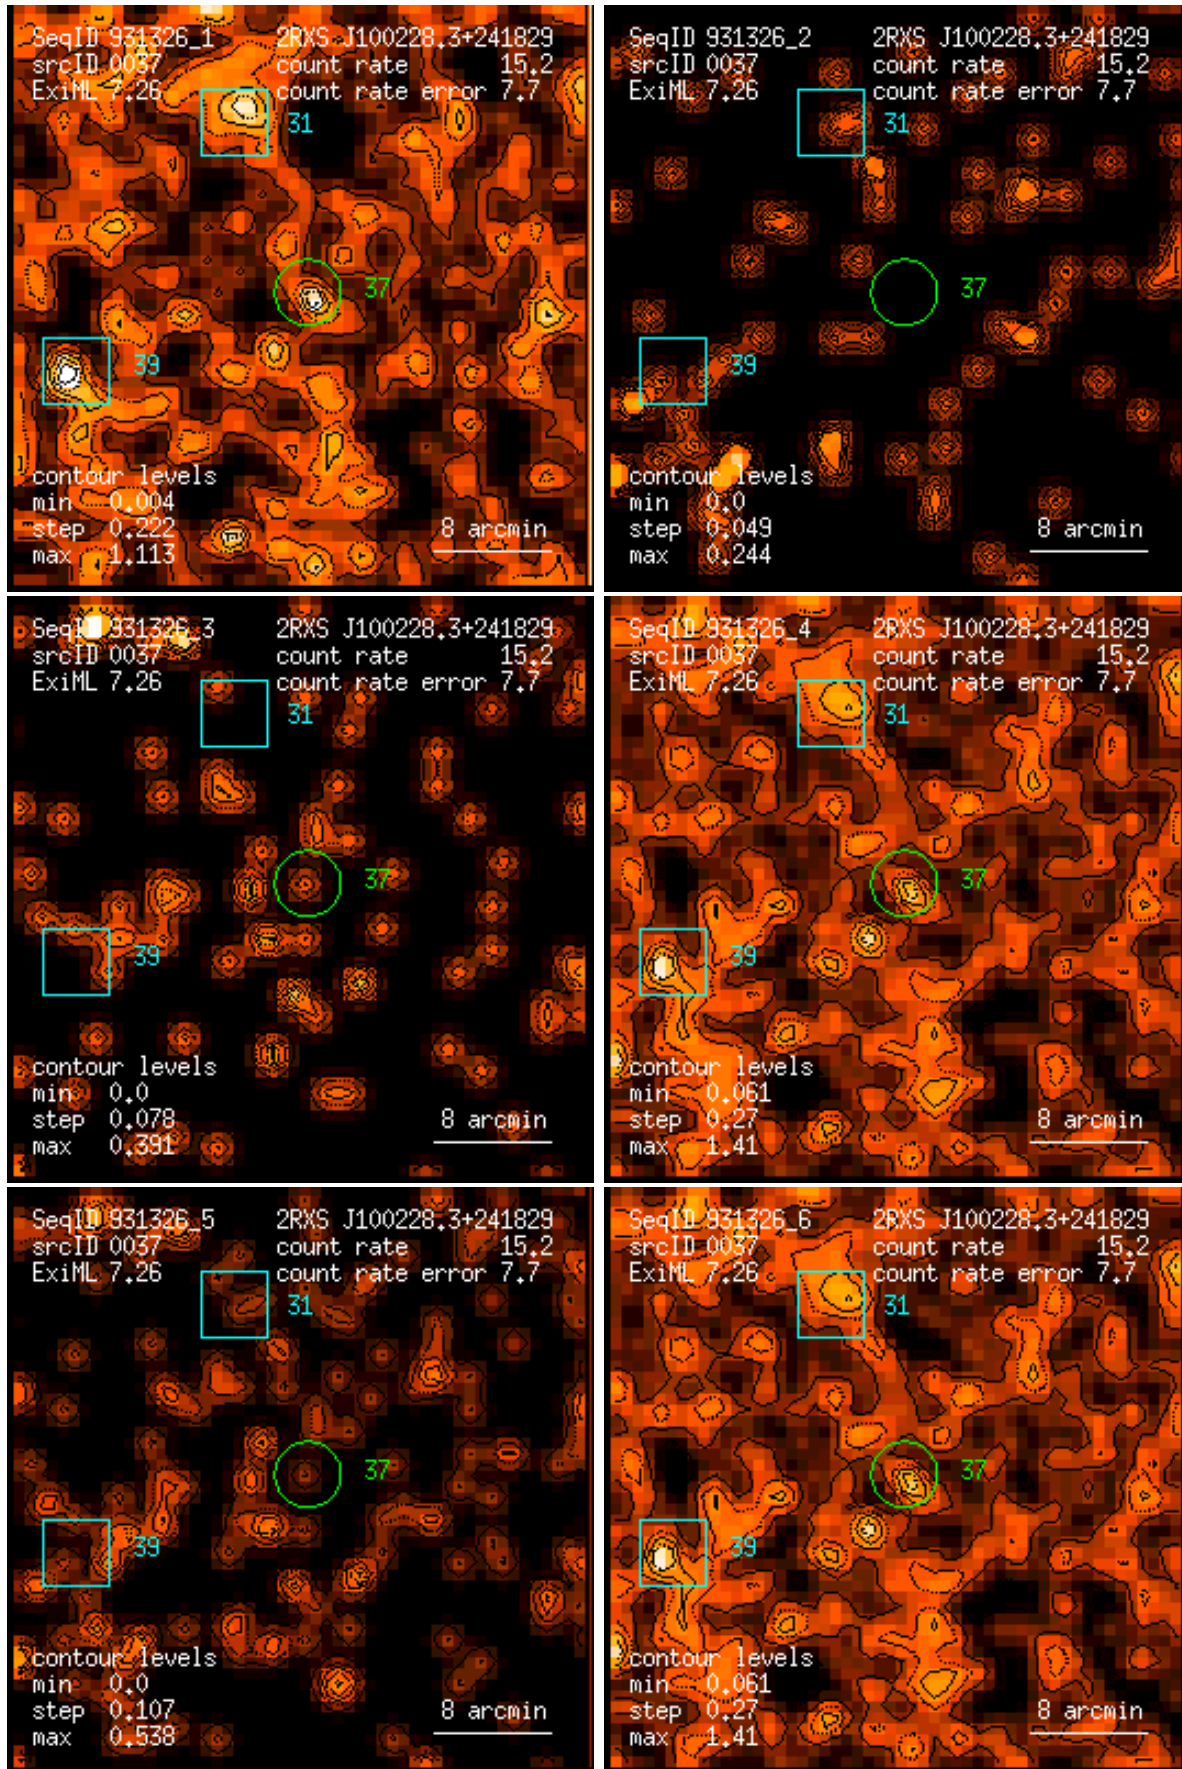 SeqID 931326_1 2RXS J100228.3+241829
srcID 0037 count rate 15.2
ExiML 7.26 count rate error 7.7
31
37
39
contour levels
min 0.004
step 0.222 8 arcmin
max 1.113
SeqID 931326_2 2RXS J100228.3+241829
srcID 0037 count rate 15.2
ExiML 7.26 count rate error 7.7
31
37
39
contour levels
min 0.0
step 0.049 8 arcmin
max 0.244
SeqID 931326_3 2RXS J100228.3+241829
srcID 0037 count rate 15.2
ExiML 7.26 count rate error 7.7
31
37
39
contour levels
min 0.0
step 0.078 8 arcmin
max 0.391
SeqID 931326_4 2RXS J100228.3+241829
srcID 0037 count rate 15.2
ExiML 7.26 count rate error 7.7
31
37
39
contour levels
min 0.061
step 0.27 8 arcmin
max 1.41
SeqID 931326_5 2RXS J100228.3+241829
srcID 0037 count rate 15.2
ExiML 7.26 count rate error 7.7
31
37
39
contour levels
min 0.0
step 0.107 8 arcmin
max 0.538
SeqID 931326_6 2RXS J100228.3+241829
srcID 0037 count rate 15.2
ExiML 7.26 count rate error 7.7
31
37
39
contour levels
min 0.061
step 0.27 8 arcmin
max 1.41